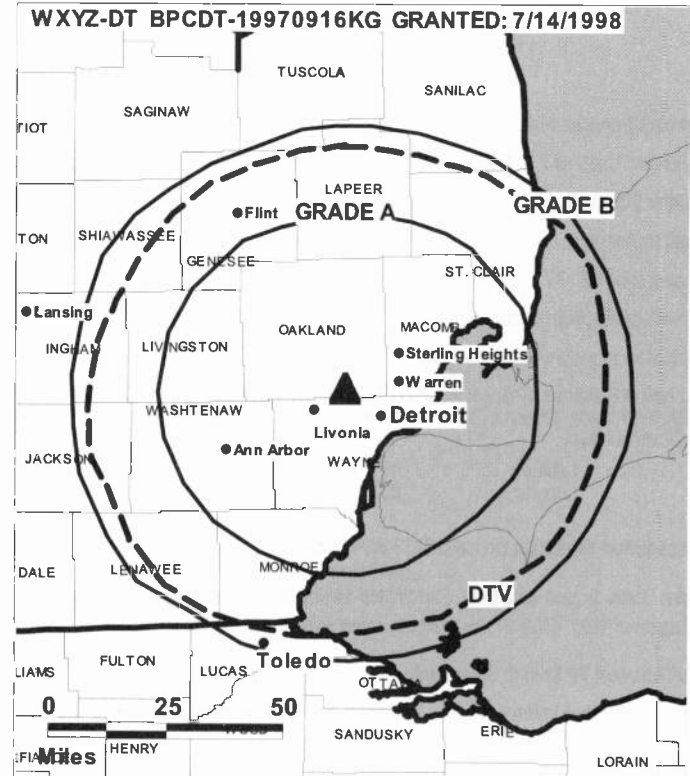 WXYZ-DT BPCDT-19970916KG GRANTED: 7/14/1998
TUSCOLA
SANILAC
SAGINAW
TIOT
LAPEER
GRADE B
Flint
GRADE A
TON
SHIAWASSEE
GENESEE
ST. CLAIR
Lansing
OAKLAND
MACOMB
INGHAM
LIVINGSTON
Sterling Heights
Warren
WASHTENAW
Detroit
Livonia
Ann Arbor
WAYNE
JACKSON
DALE
LENAWEE
MONROE
DTV
Toledo
LIAMS
FULTON
LUCAS
OTTAWA
0 25 50
Miles
WOOD
SANDUSKY
ERIE
EFIANCE
HENRY
LORAIN